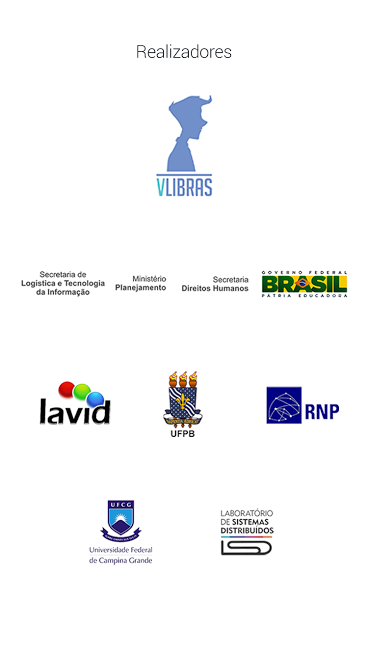 Realizadores
VLIBRAS
Secretaria de
Logística e Tecnologia
da Informação
Ministério
Planejamento
Secretaria
Direitos Humanos
GOVERNO FEDERAL
BRASIL
PÁTRIA EDUCADORA
lavid
UFPB
RNP
UFCG
Universidade Federal
de Campina Grande
LABORATÓRIO
DE SISTEMAS
DISTRIBUÍDOS
LSD